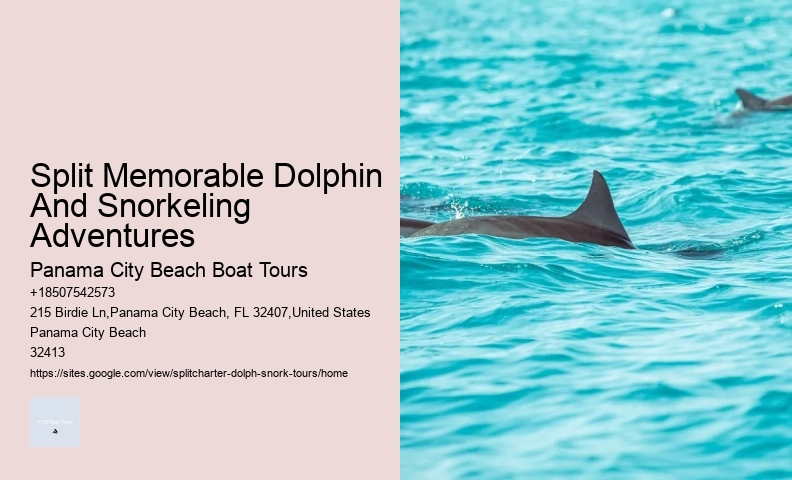 Split Memorable Dolphin
And Snorkeling
Adventures
Panama City Beach Boat Tours
+18507542573
215 Birdie Ln,Panama City Beach, FL 32407,United States
Panama City Beach
32413
https://sites.google.com/view/splitcharter-dolph-snork-tours/home